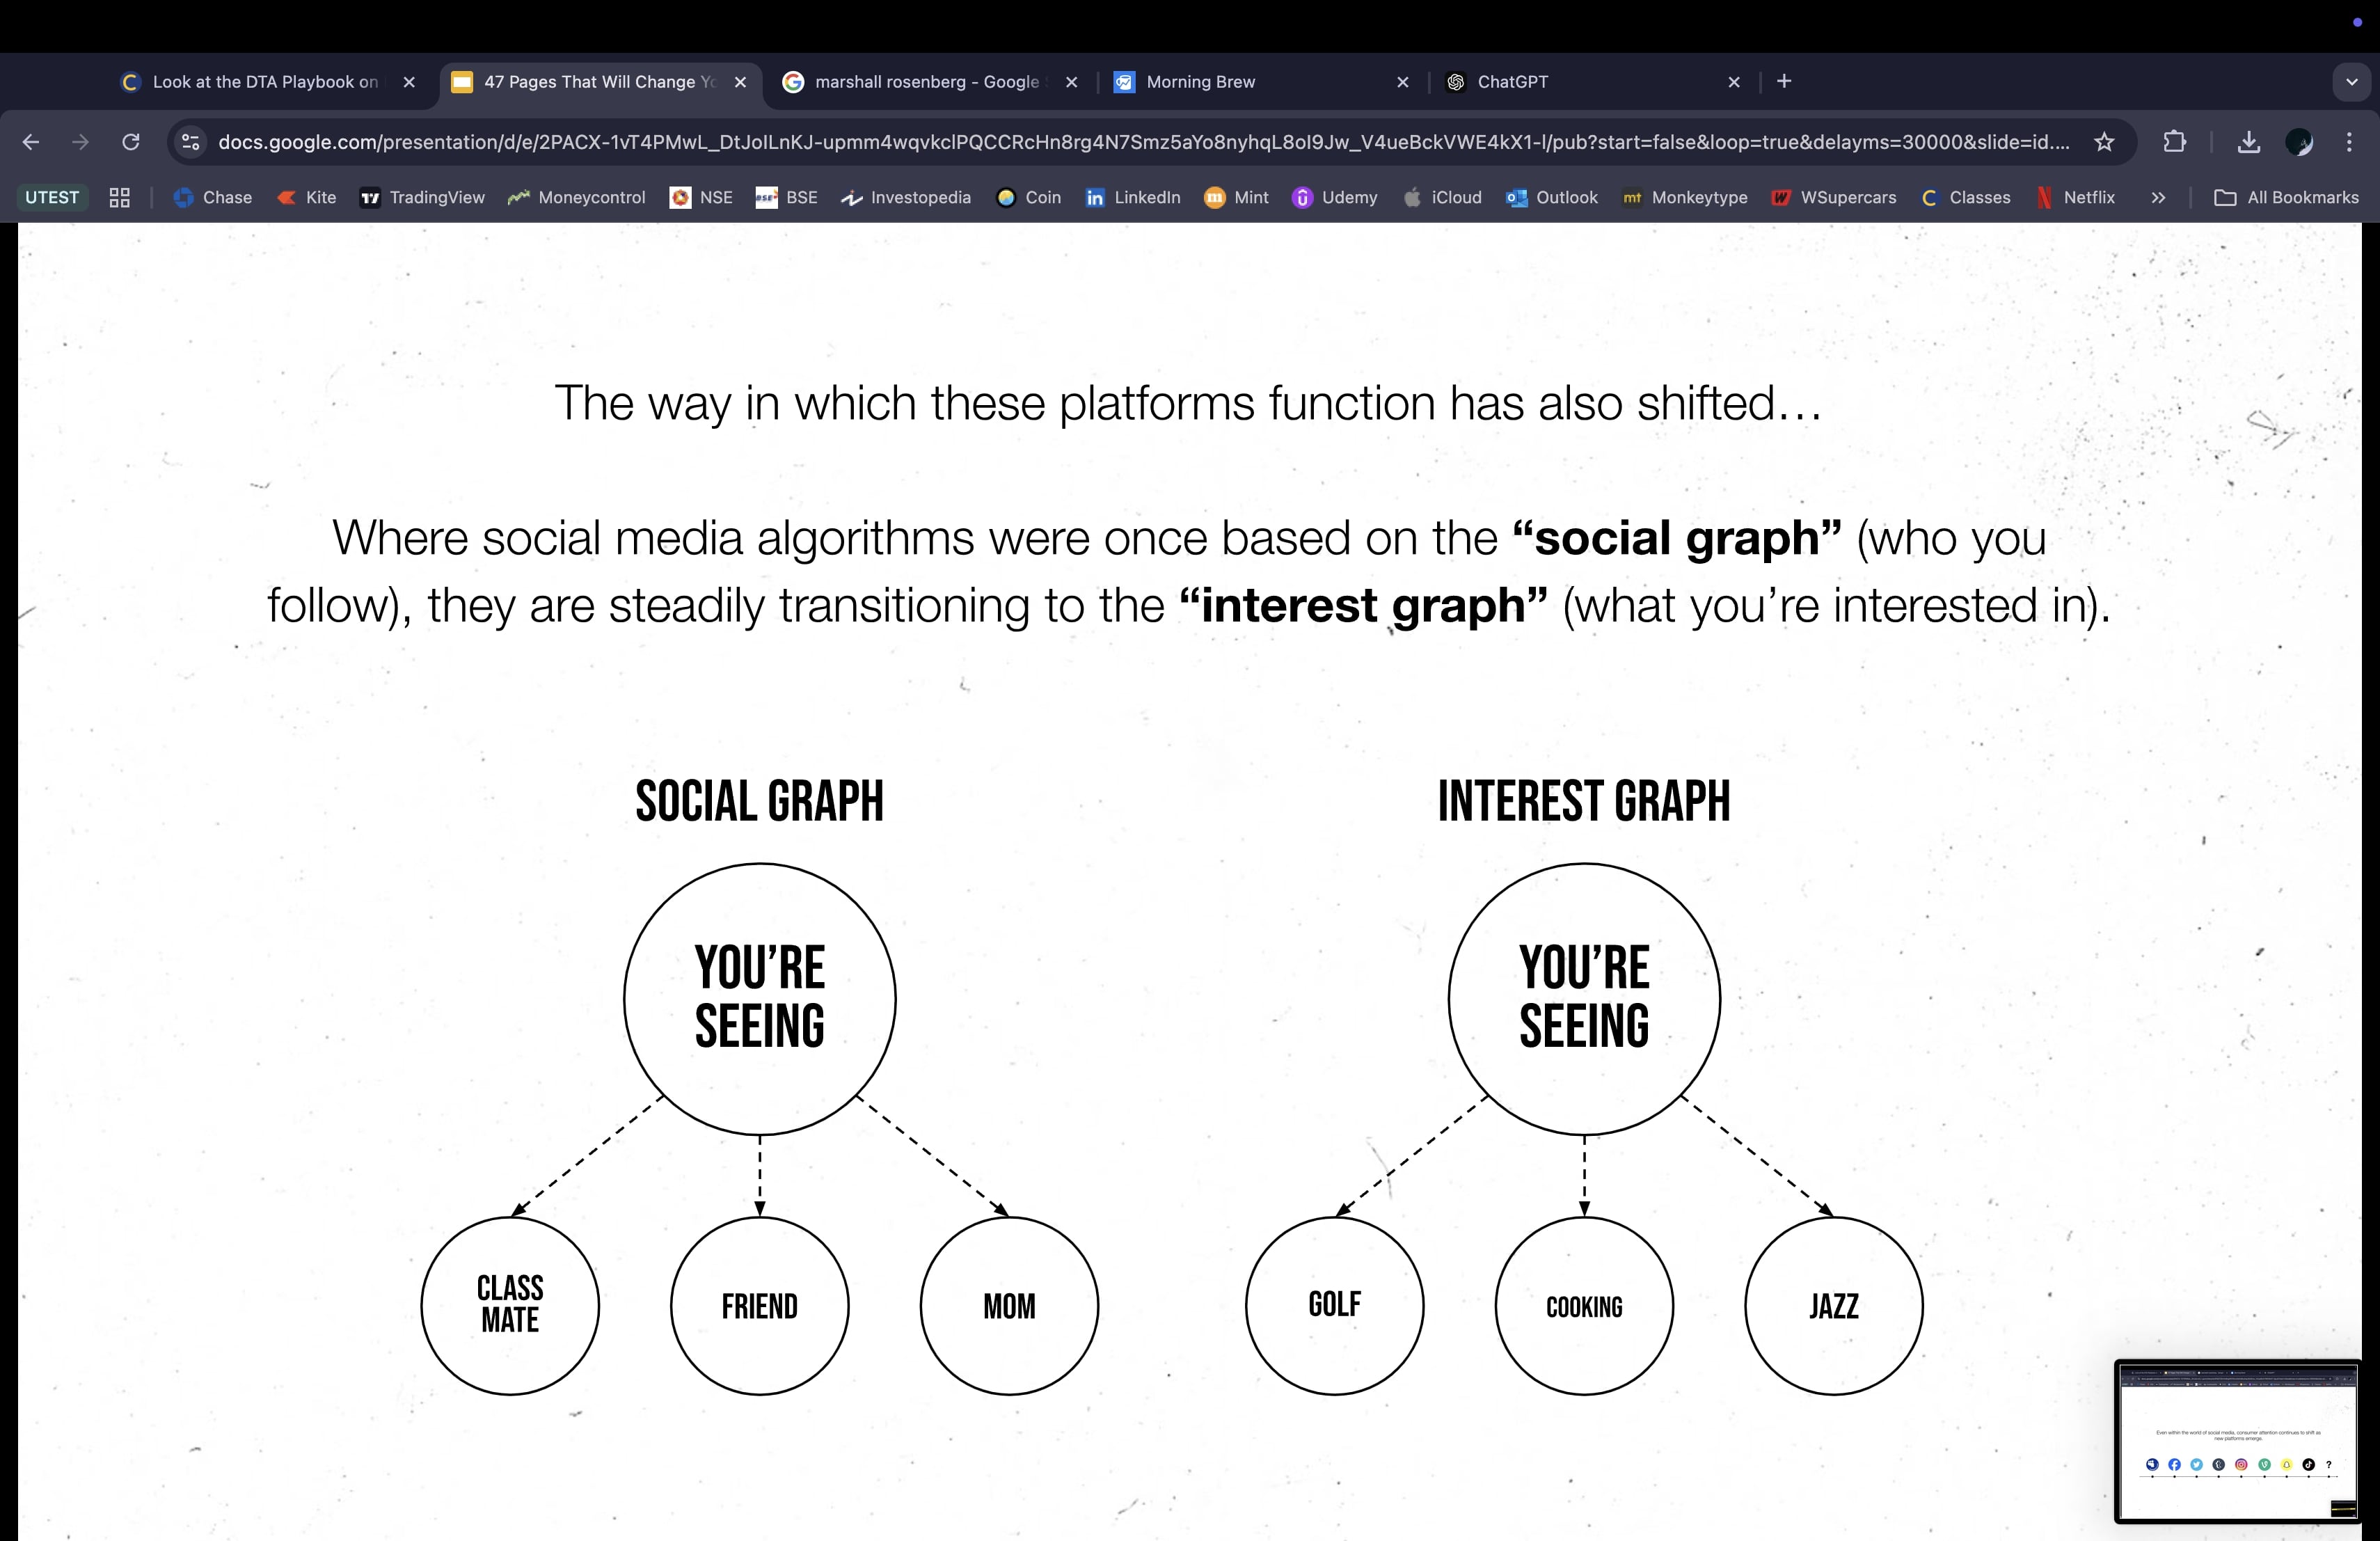 Look at the DTA Playbook on
47 Pages That Will Change Yo
marshall rosenberg - Google
Morning Brew
ChatGPT
docs.google.com/presentation/d/e/2PACX-1vT4PMwL_DtJoILnKJ-upmm4wqvkclPQCCRcHn8rg4N7Smz5aYo8nyhqL8oI9Jw_V4ueBckVWE4kX1-l/pub?start=false&loop=true&delayms=30000&slide=id....
UTEST Chase Kite TradingView Moneycontrol NSE BSE Investopedia Coin LinkedIn Mint Udemy iCloud Outlook mt Monkeytype WSupercars Classes Netflix All Bookmarks
The way in which these platforms function has also shifted…
Where social media algorithms were once based on the “social graph” (who you
follow), they are steadily transitioning to the “interest graph” (what you’re interested in).
SOCIAL GRAPH
YOU’RE
SEEING
CLASS
MATE
FRIEND
MOM
INTEREST GRAPH
YOU’RE
SEEING
GOLF
COOKING
JAZZ
Even within the world of social media, consumer attention continues to shift as
new platforms emerge.
?